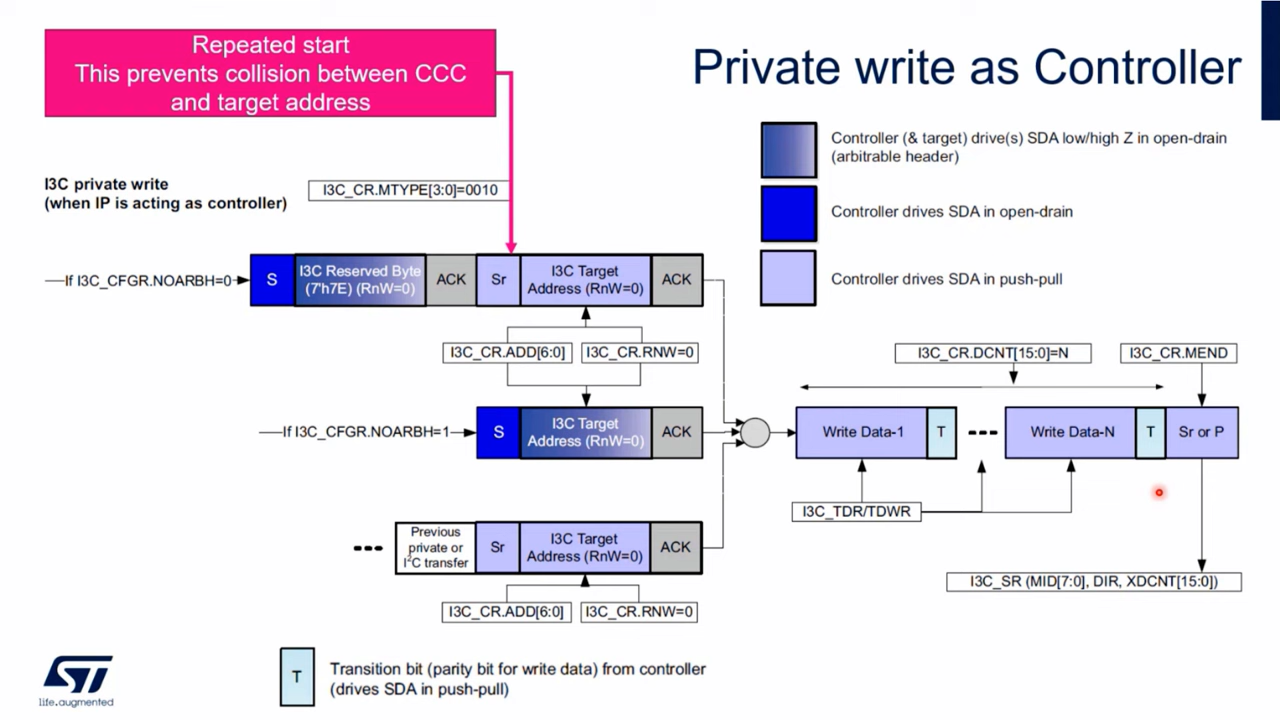 Repeated start
This prevents collision between CCC
and target address
Private write as Controller
Controller (& target) drive(s) SDA low/high Z in open-drain
(arbitrable header)
Controller drives SDA in open-drain
Controller drives SDA in push-pull
I3C private write
(when IP is acting as controller)
I3C_CR.MTYPE[3:0]=0010
If I3C_CFGR.NOARBH=0
S
I3C Reserved Byte
(7'h7E) (RnW=0)
ACK
Sr
I3C Target
Address (RnW=0)
ACK
I3C_CR.ADD[6:0]
I3C_CR.RNW=0
If I3C_CFGR.NOARBH=1
S
I3C Target
Address (RnW=0)
ACK
I3C_CR.DCNT[15:0]=N
I3C_CR.MEND
Write Data-1
T
Write Data-N
T
Sr or P
I3C_TDR/TDWR
Previous
private or
I²C transfer
Sr
I3C Target
Address (RnW=0)
ACK
I3C_CR.ADD[6:0]
I3C_CR.RNW=0
I3C_SR (MID[7:0], DIR, XDCNT[15:0])
T
Transition bit (parity bit for write data) from controller
(drives SDA in push-pull)
ST
life.augmented